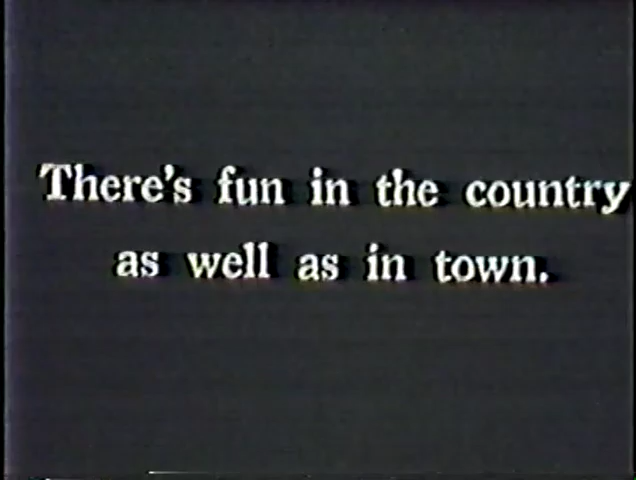 There's fun in the country
as well as in town.